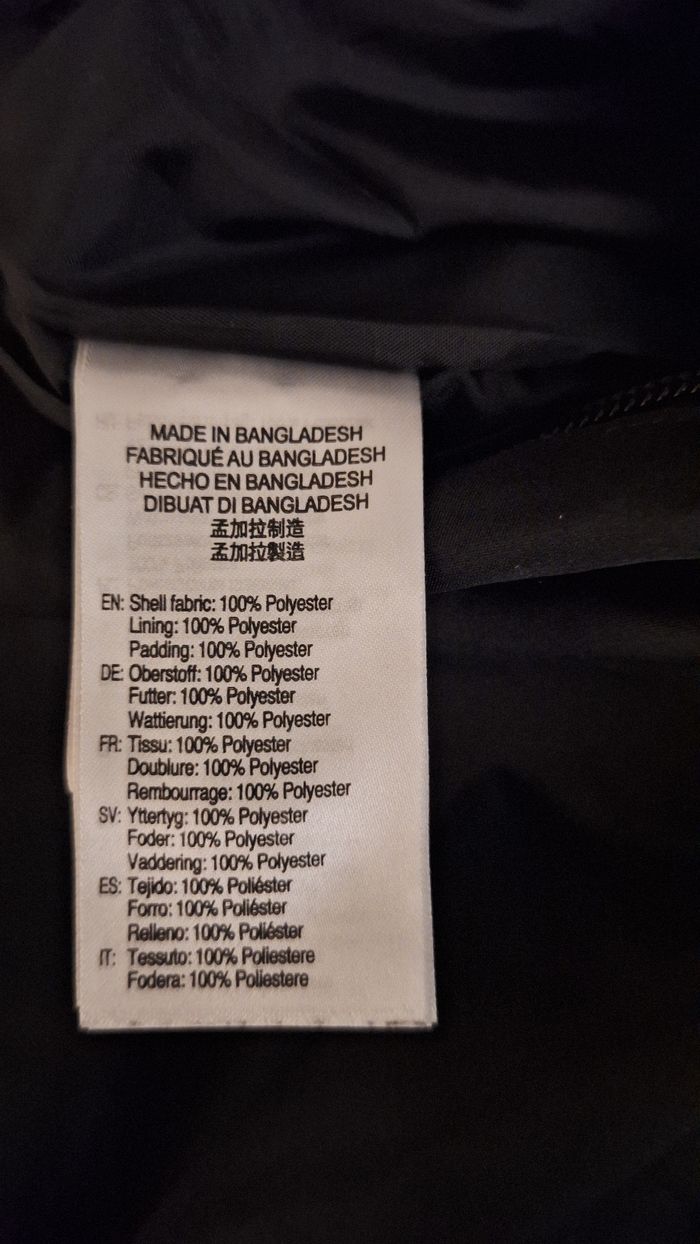 MADE IN BANGLADESH
FABRIQUÉ AU BANGLADESH
HECHO EN BANGLADESH
DIBUAT DI BANGLADESH
孟加拉制造
孟加拉製造
EN: Shell fabric: 100% Polyester
Lining: 100% Polyester
Padding: 100% Polyester
DE: Oberstoff: 100% Polyester
Futter: 100% Polyester
Wattierung: 100% Polyester
FR: Tissu: 100% Polyester
Doublure: 100% Polyester
Rembourrage: 100% Polyester
SV: Yttertyg: 100% Polyester
Foder: 100% Polyester
Vaddering: 100% Polyester
ES: Tejido: 100% Poliéster
Forro: 100% Poliéster
Relleno: 100% Poliéster
IT: Tessuto: 100% Poliestere
Fodera: 100% Poliestere